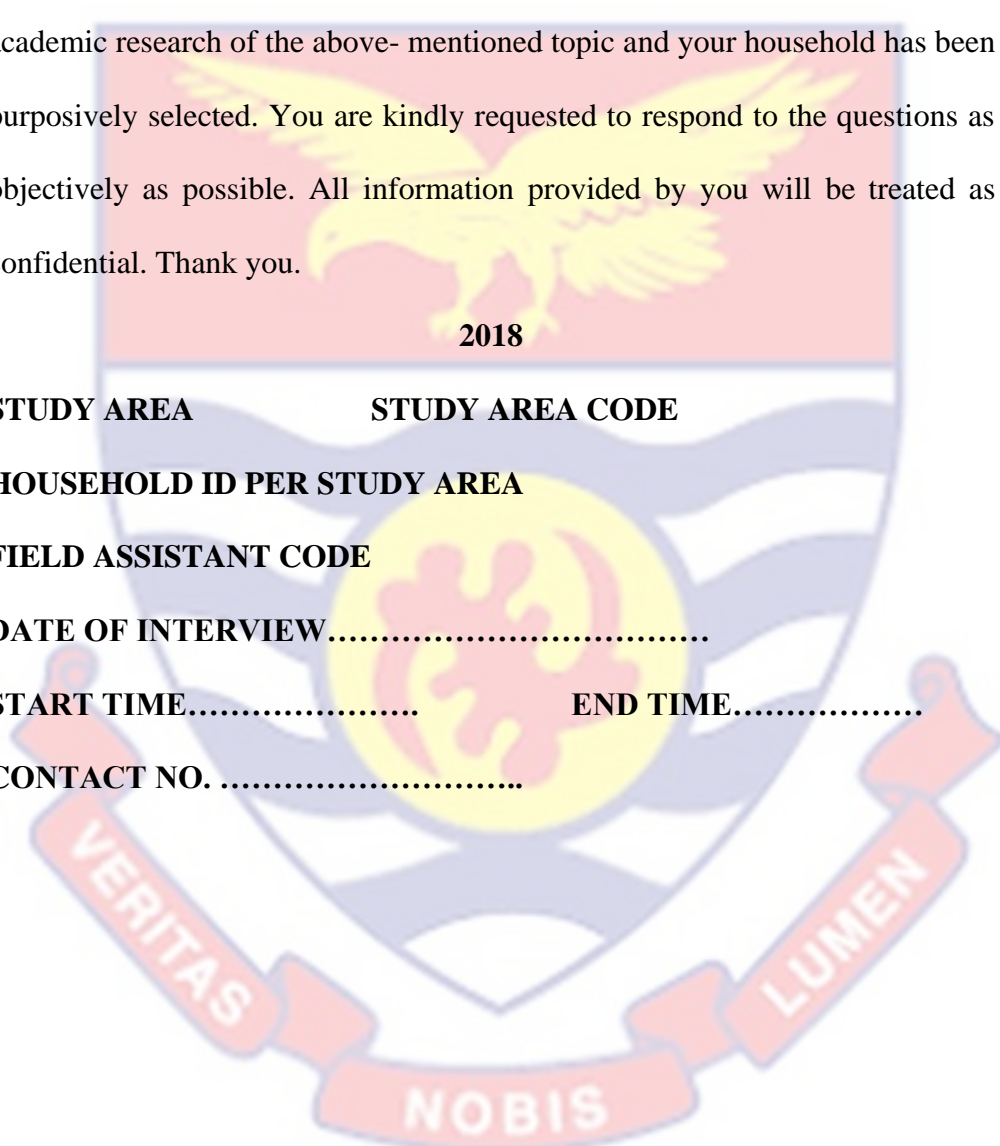 academic research of the above- mentioned topic and your household has been
purposively selected. You are kindly requested to respond to the questions as
objectively as possible. All information provided by you will be treated as
confidential. Thank you.
2018
STUDY AREA STUDY AREA CODE
HOUSEHOLD ID PER STUDY AREA
FIELD ASSISTANT CODE
DATE OF INTERVIEW………………………………
START TIME…………………. END TIME………………
CONTACT NO. ………………………..
VERITAS
NOBIS
LUMEN